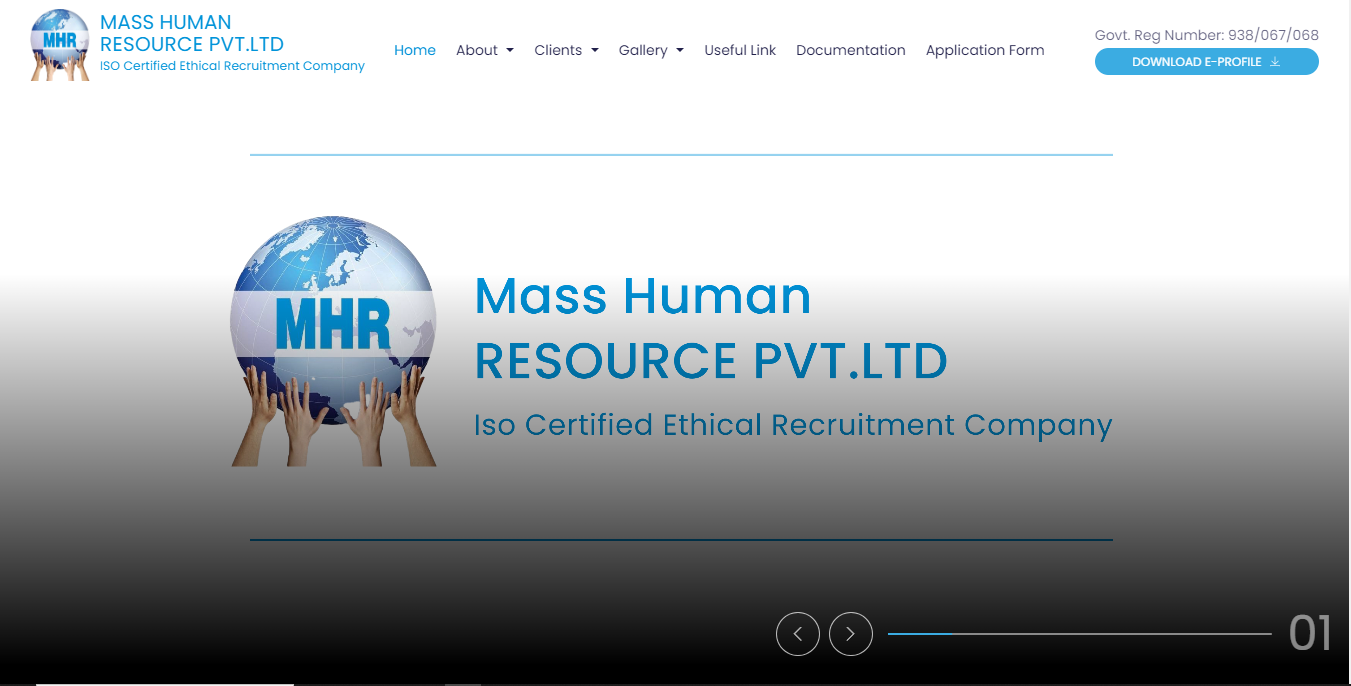 MHR
MASS HUMAN
RESOURCE PVT.LTD
ISO Certified Ethical Recruitment Company
Home About Clients Gallery Useful Link Documentation Application Form
Govt. Reg Number: 938/067/068
DOWNLOAD E-PROFILE
MHR
Mass Human
RESOURCE PVT.LTD
Iso Certified Ethical Recruitment Company
01